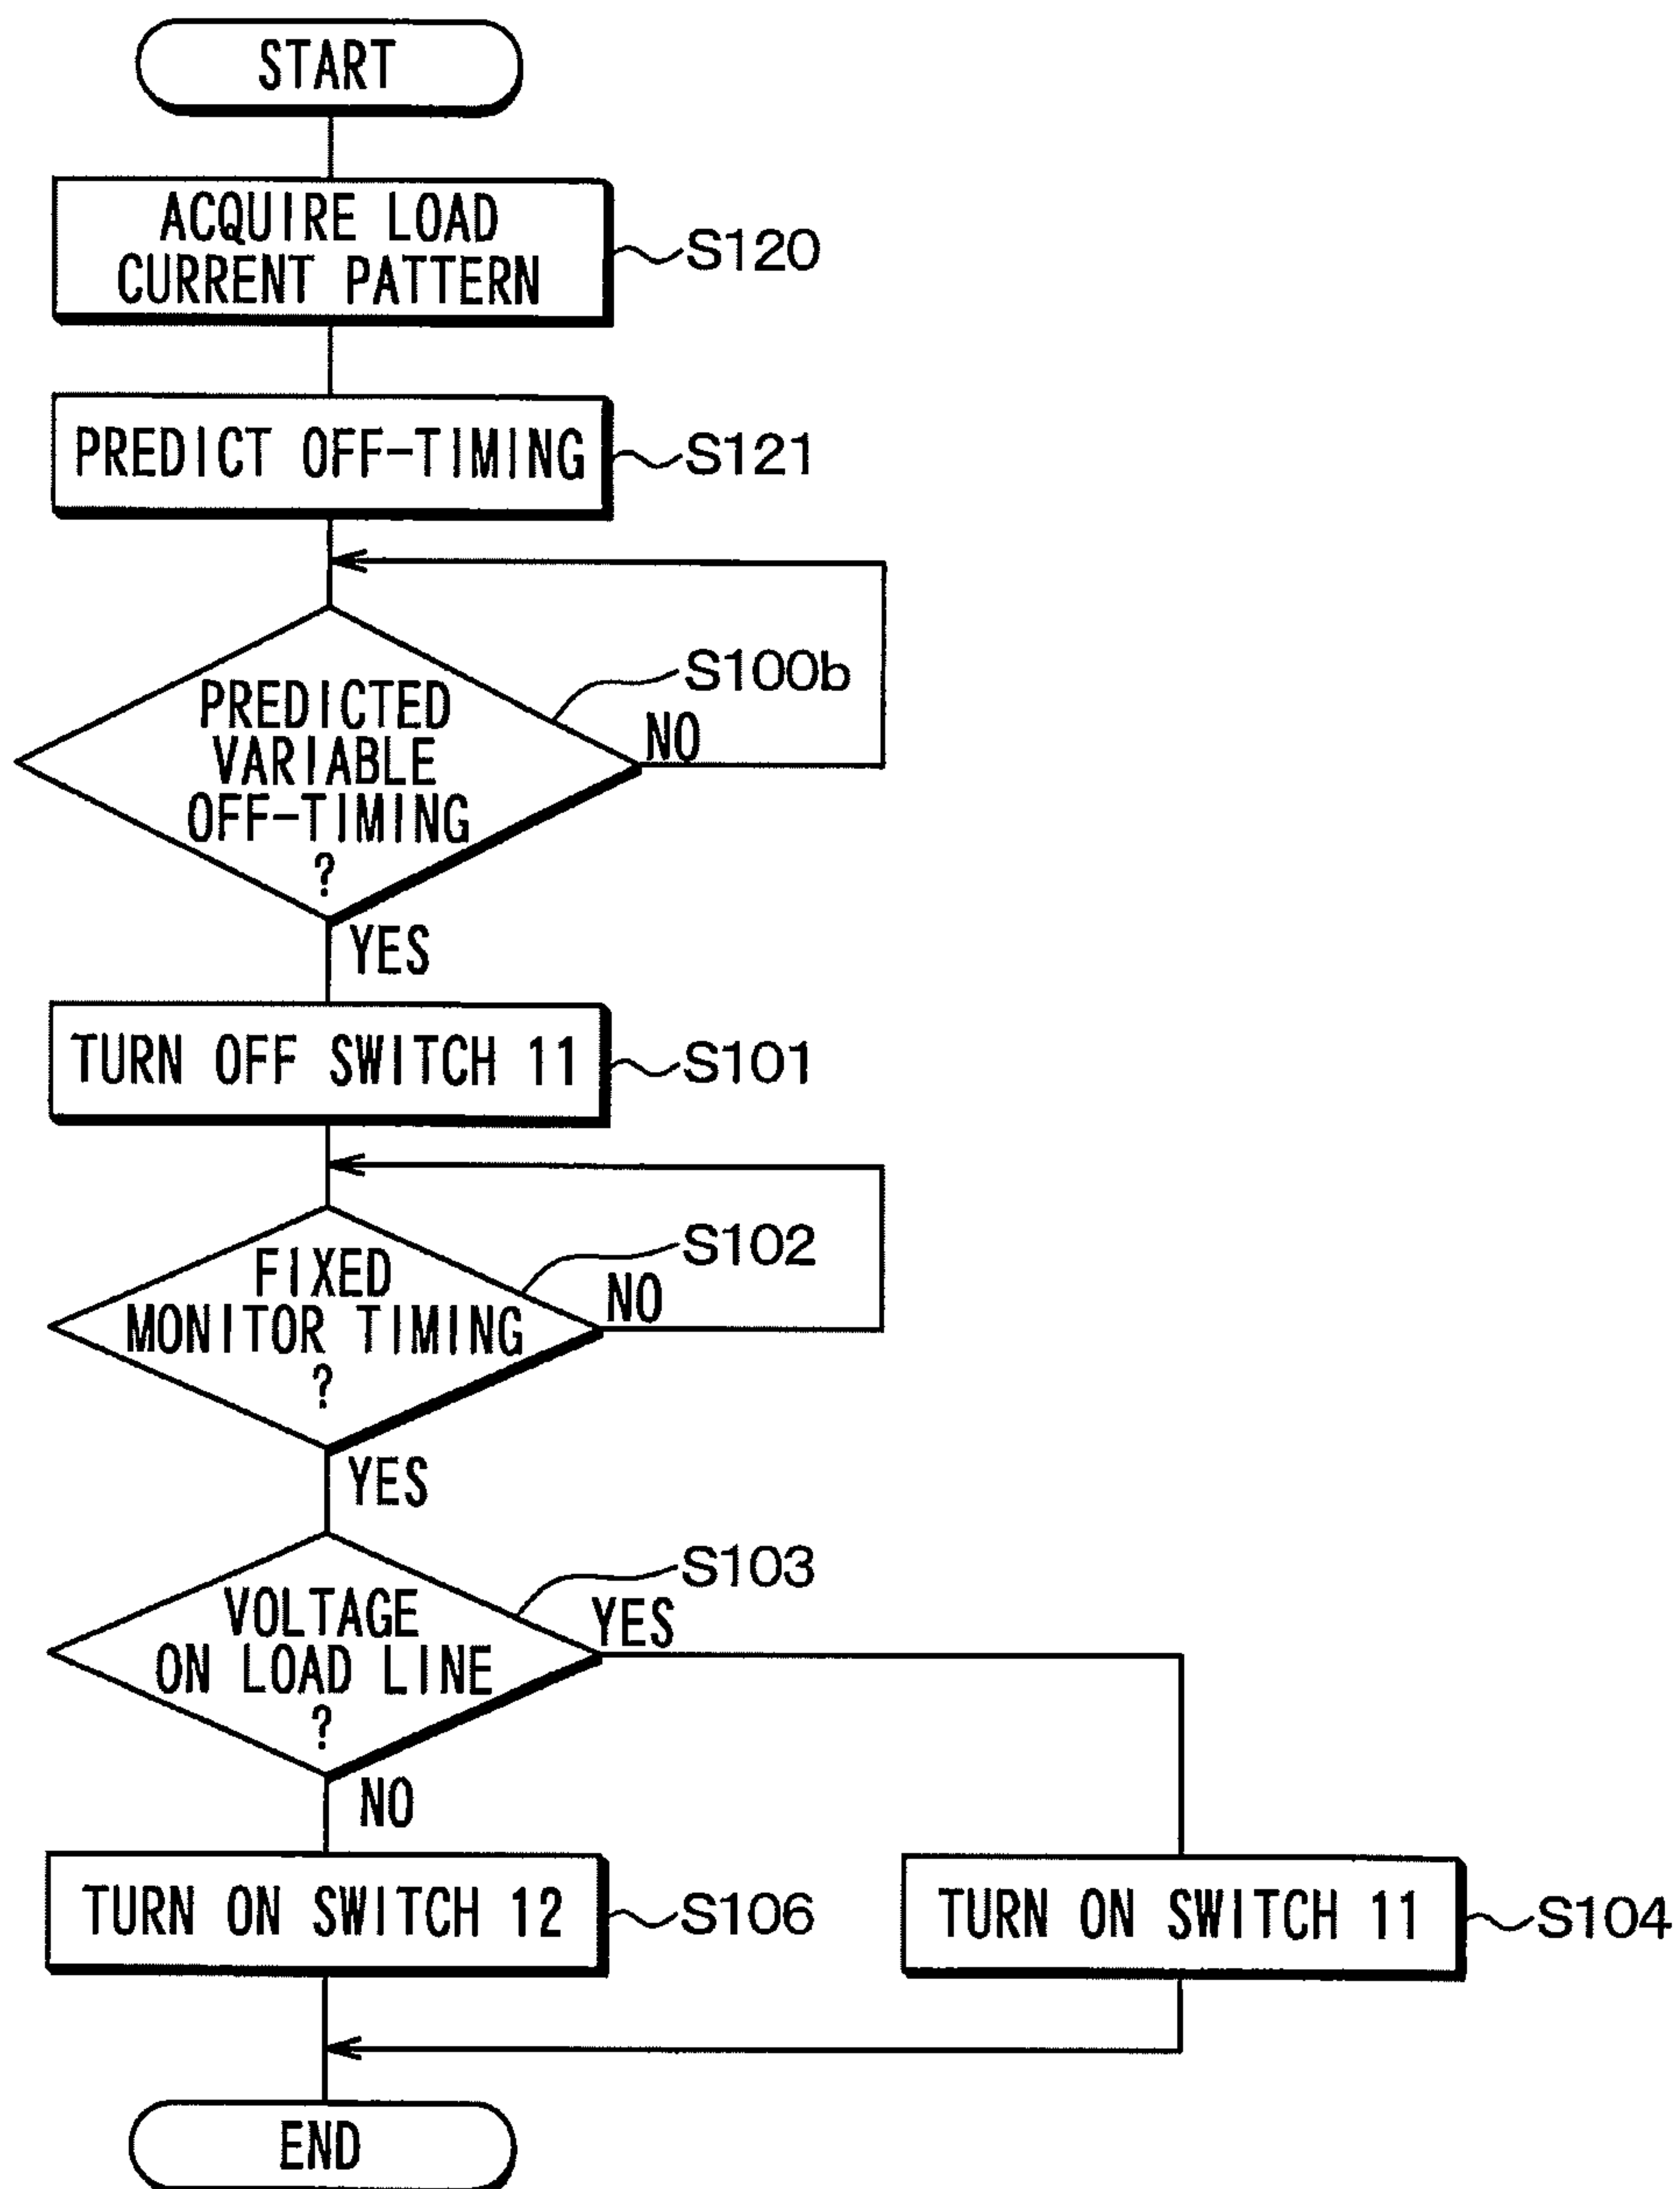 START
ACQUIRE LOAD
CURRENT PATTERN
S120
PREDICT OFF-TIMING
S121
S100b
PREDICTED
VARIABLE
OFF-TIMING
?
NO
YES
TURN OFF SWITCH 11
S101
S102
FIXED
MONITOR TIMING
?
NO
YES
S103
VOLTAGE
ON LOAD LINE
?
YES
NO
TURN ON SWITCH 12
S106
TURN ON SWITCH 11
S104
END